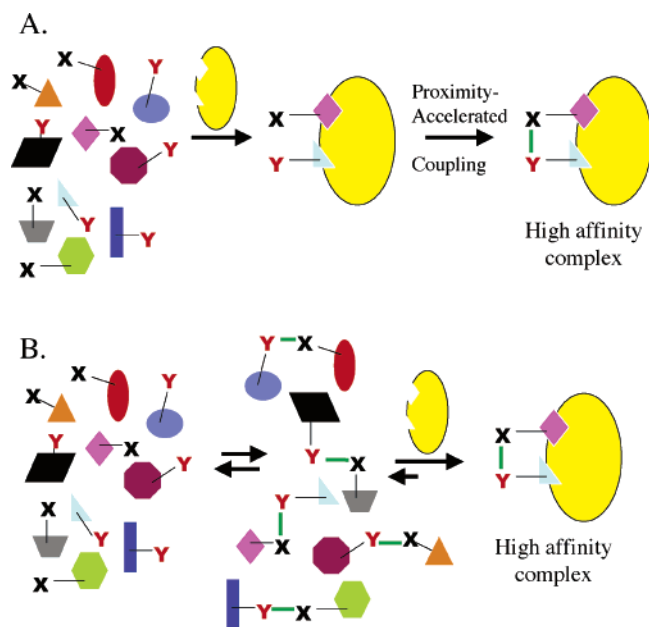 A.
X
Y
X
Y
X
Y
X
Y
Y
X
X
Y
Proximity-
Accelerated
Coupling
X
Y
High affinity
complex
B.
X
Y
X
Y
X
Y
X
Y
Y
X
Y X
Y X
Y
X
Y X
Y X
X
Y
High affinity
complex